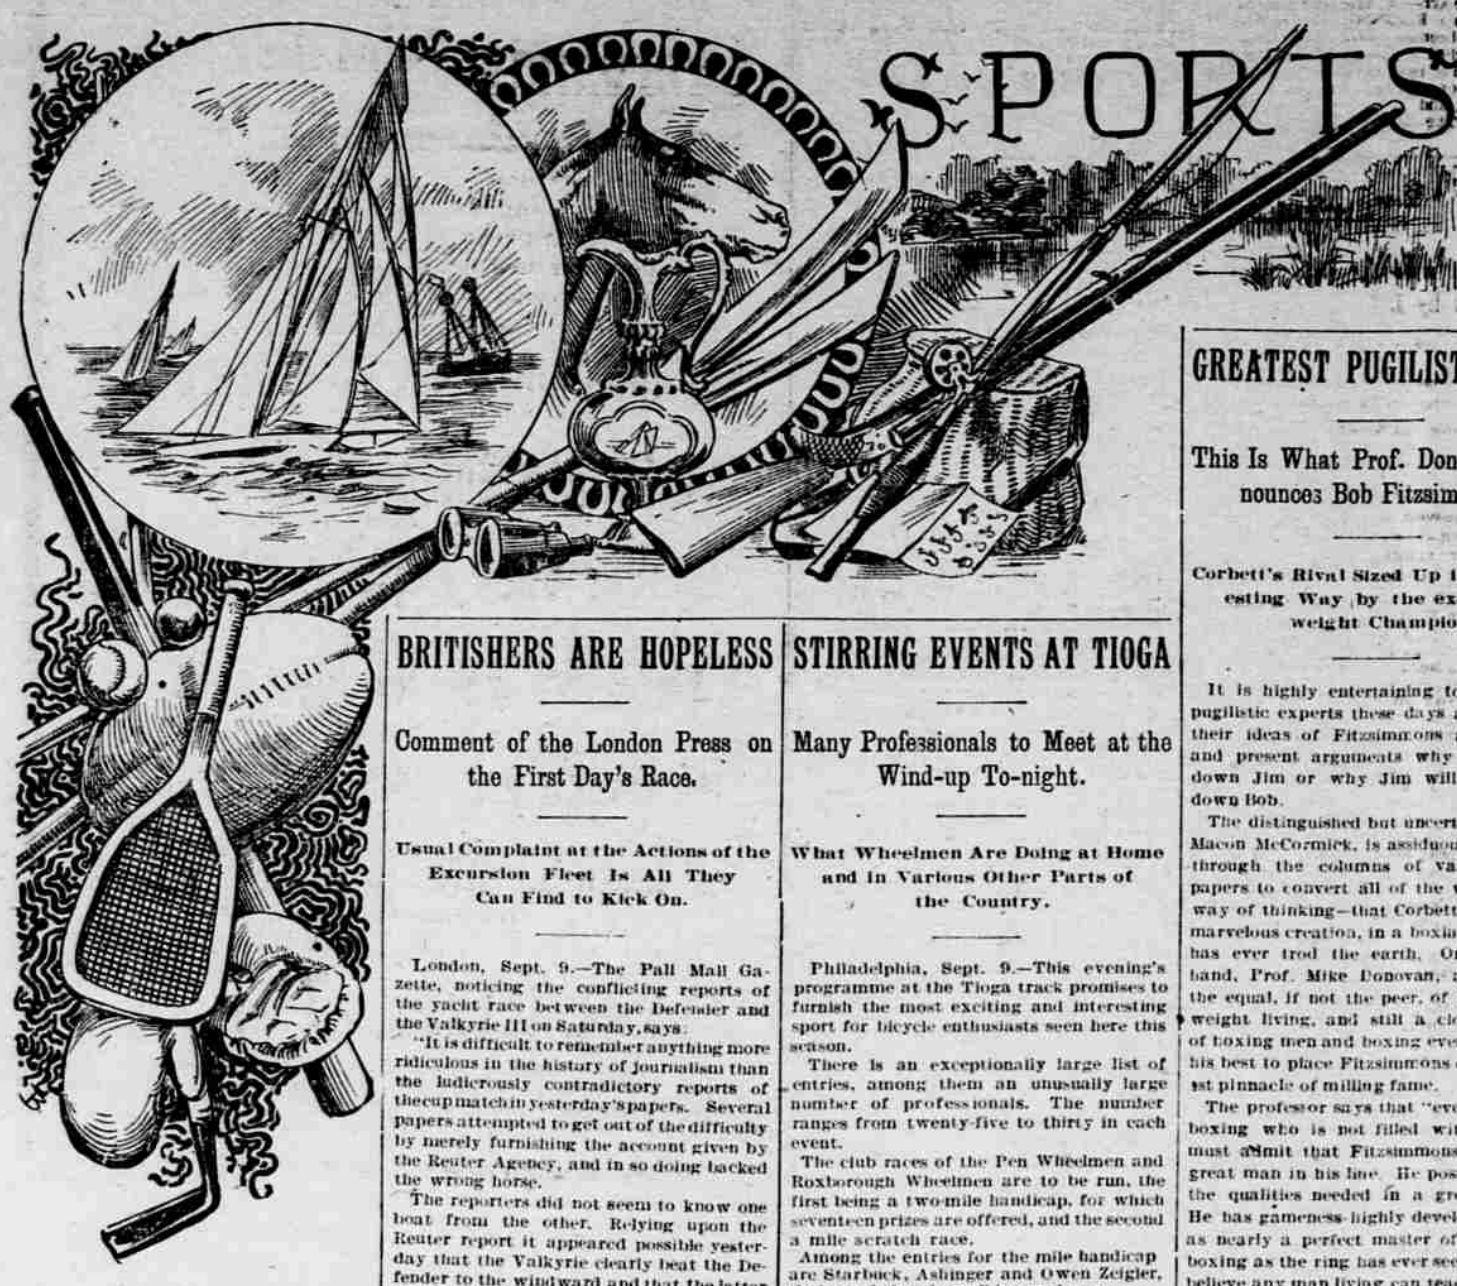 SPORTS
BRITISHERS ARE HOPELESS
Comment of the London Press on
the First Day's Race.
Usual Complaint at the Actions of the
Excursion Fleet Is All They
Can Find to Kick On.
London, Sept. 9.—The Pall Mall Ga-
zette, noticing the conflicting reports of
the yacht race between the Defender and
the Valkyrie III on Saturday, says:
"It is difficult to remember anything more
ridiculous in the history of journalism than
the ludicrously contradictory reports of
the cup match in yesterday's papers. Several
papers attempted to get out of the difficulty
by merely furnishing the account given by
the Reuter Agency, and in so doing backed
the wrong horse.
The reporters did not seem to know one
boat from the other. Relying upon the
Reuter report it appeared possible yester-
day that the Valkyrie clearly beat the De-
fender to the windward and that the latter
STIRRING EVENTS AT TIOGA
Many Professionals to Meet at the
Wind-up To-night.
What Wheelmen Are Doing at Home
and in Various Other Parts of
the Country.
Philadelphia, Sept. 9.—This evening's
programme at the Tioga track promises to
furnish the most exciting and interesting
sport for bicycle enthusiasts seen here this
season.
There is an exceptionally large list of
entries, among them an unusually large
number of professionals. The number
ranges from twenty-five to thirty in each
event.
The club races of the Pen Wheelmen and
Roxborough Wheelmen are to be run, the
first being a two-mile handicap, for which
seventeen prizes are offered, and the second
a mile scratch race.
Among the entries for the mile handicap
are Starbuck, Ashinger and Owen Zeigler,
GREATEST PUGILIST
This Is What Prof. Don
nounces Bob Fitzsim
Corbett's Rival Sized Up i
esting Way by the ex
weight Champio
It is highly entertaining to
pugilistic experts these days
their ideas of Fitzsimmons
and present arguments why
down Jim or why Jim will
down Bob.
The distinguished but uncert
Macon McCormick, is assiduou
through the columns of va
papers to convert all of the
way of thinking—that Corbett
marvelous creation, in a boxin
has ever trod the earth. O
hand, Prof. Mike Donovan,
the equal, if not the peer, of
weight living, and still a cl
of boxing men and boxing eve
his best to place Fitzsimmons
est pinnacle of milling fame.
The professor says that "eve
boxing who is not filled wit
must admit that Fitzsimmons
great man in his line. He pos
the qualities needed in a gr
He has gameness highly devel
as nearly a perfect master of
boxing as the ring has ever see
believe any man